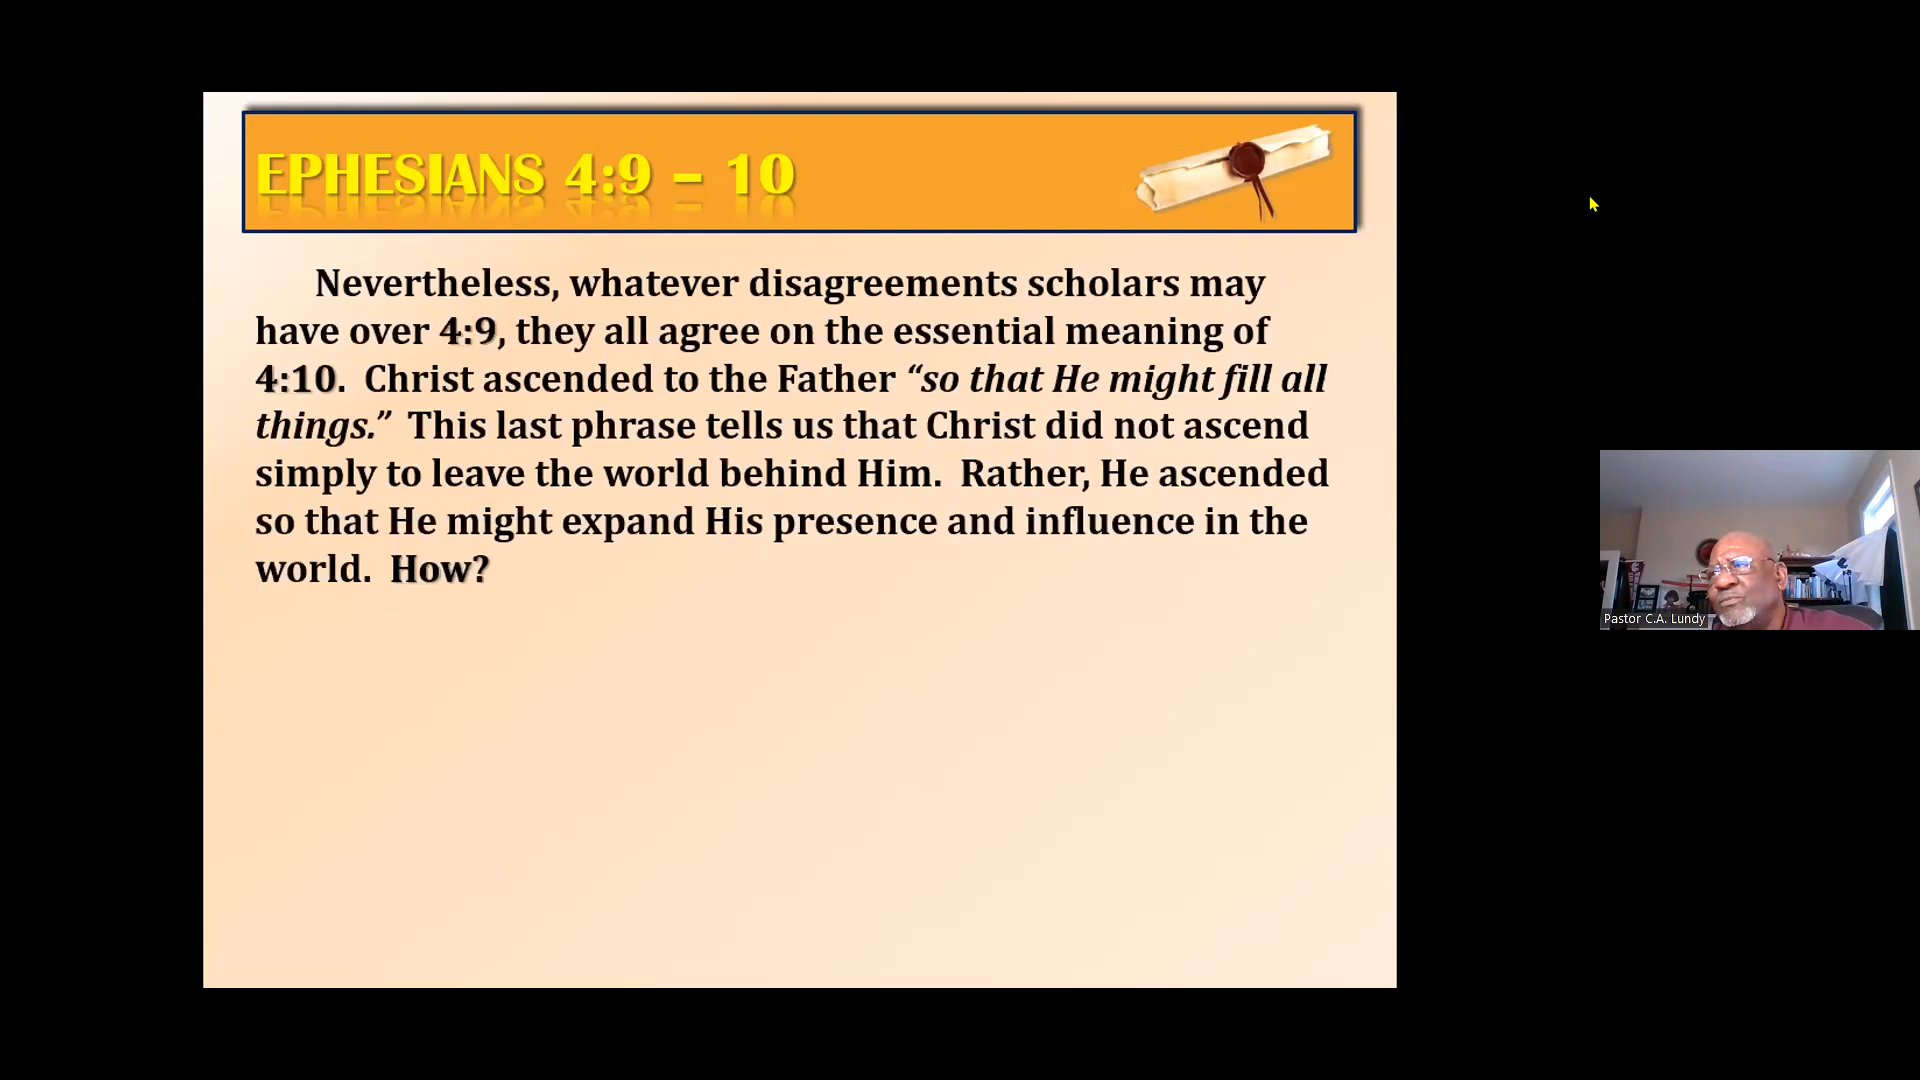 EPHESIANS 4:9 – 10
Nevertheless, whatever disagreements scholars may
have over 4:9, they all agree on the essential meaning of
4:10.  Christ ascended to the Father “so that He might fill all
things.”  This last phrase tells us that Christ did not ascend
simply to leave the world behind Him.  Rather, He ascended
so that He might expand His presence and influence in the
world.  How?
Pastor C.A. Lundy